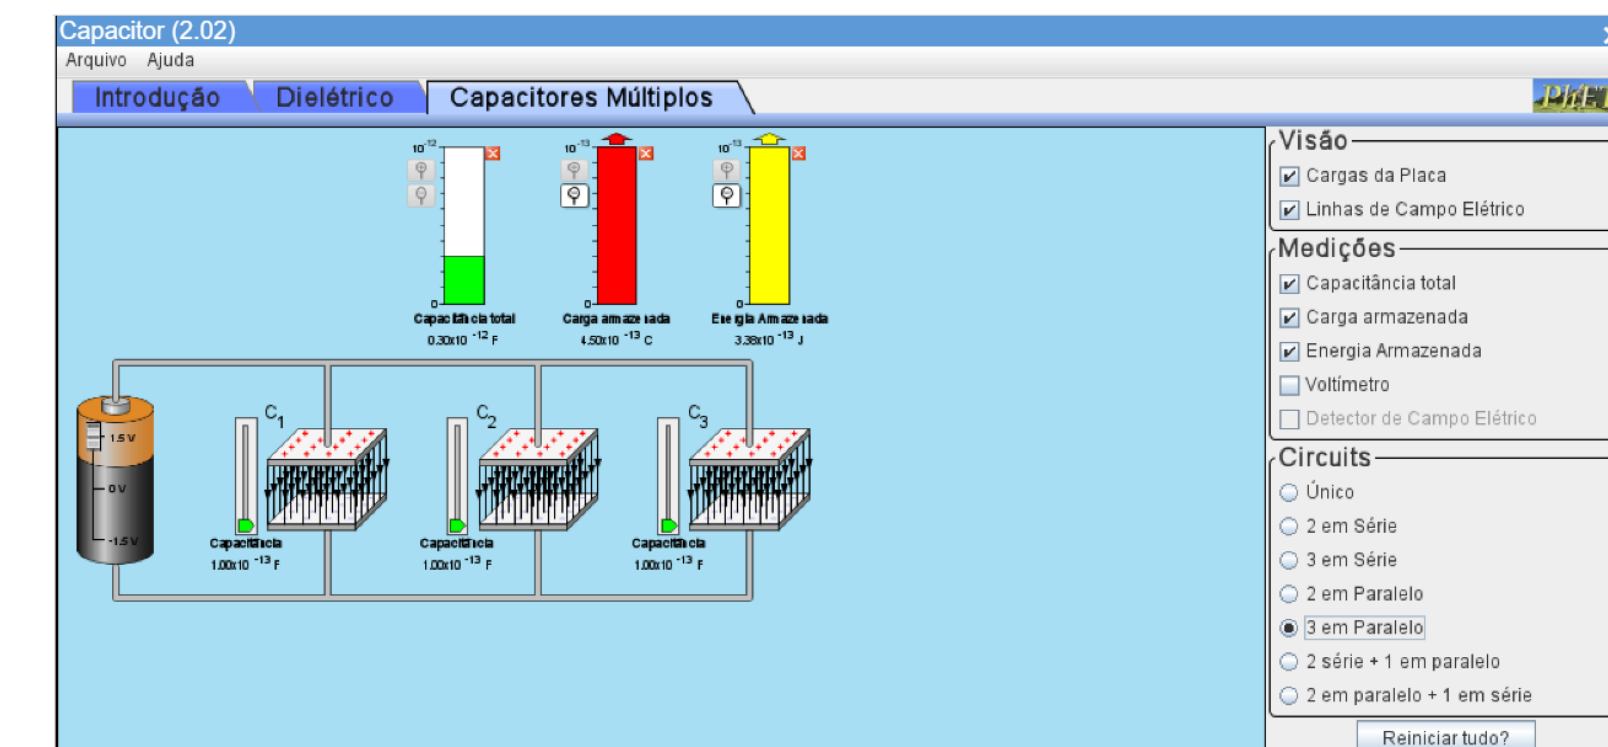 Capacitor (2.02)
Arquivo Ajuda
Introdução Dielétrico Capacitores Múltiplos
PhET
10⁻¹² 10⁻¹³ 10⁻¹³
0 0 0
Capacitância total Carga armazenada Energia Armazenada
0.30x10 ⁻¹² F 4.50x10 ⁻¹³ C 3.38x10 ⁻¹³ J
C₁ C₂ C₃
1.5 V
0 V
-1.5 V
Capacitância Capacitância Capacitância
1.00x10 ⁻¹³ F 1.00x10 ⁻¹³ F 1.00x10 ⁻¹³ F
Visão
Cargas da Placa
Linhas de Campo Elétrico
Medições
Capacitância total
Carga armazenada
Energia Armazenada
Voltímetro
Detector de Campo Elétrico
Circuits
Único
2 em Série
3 em Série
2 em Paralelo
3 em Paralelo
2 série + 1 em paralelo
2 em paralelo + 1 em série
Reiniciar tudo?